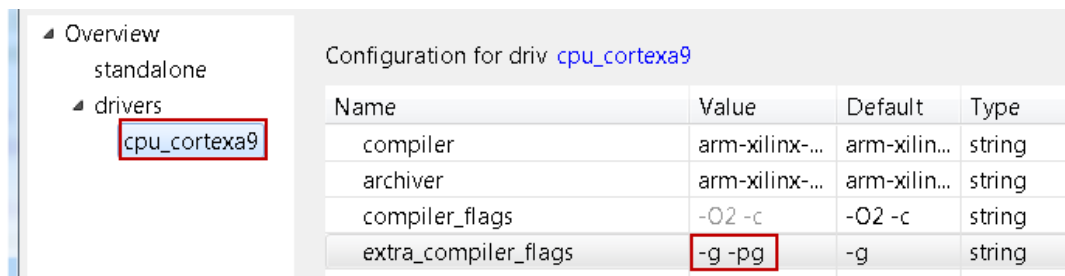 Overview
standalone
drivers
cpu_cortexa9
Configuration for driv cpu_cortexa9
Name Value Default Type
compiler arm-xilinx-... arm-xilin... string
archiver arm-xilinx-... arm-xilin... string
compiler_flags -O2 -c -O2 -c string
extra_compiler_flags -g -pg -g string